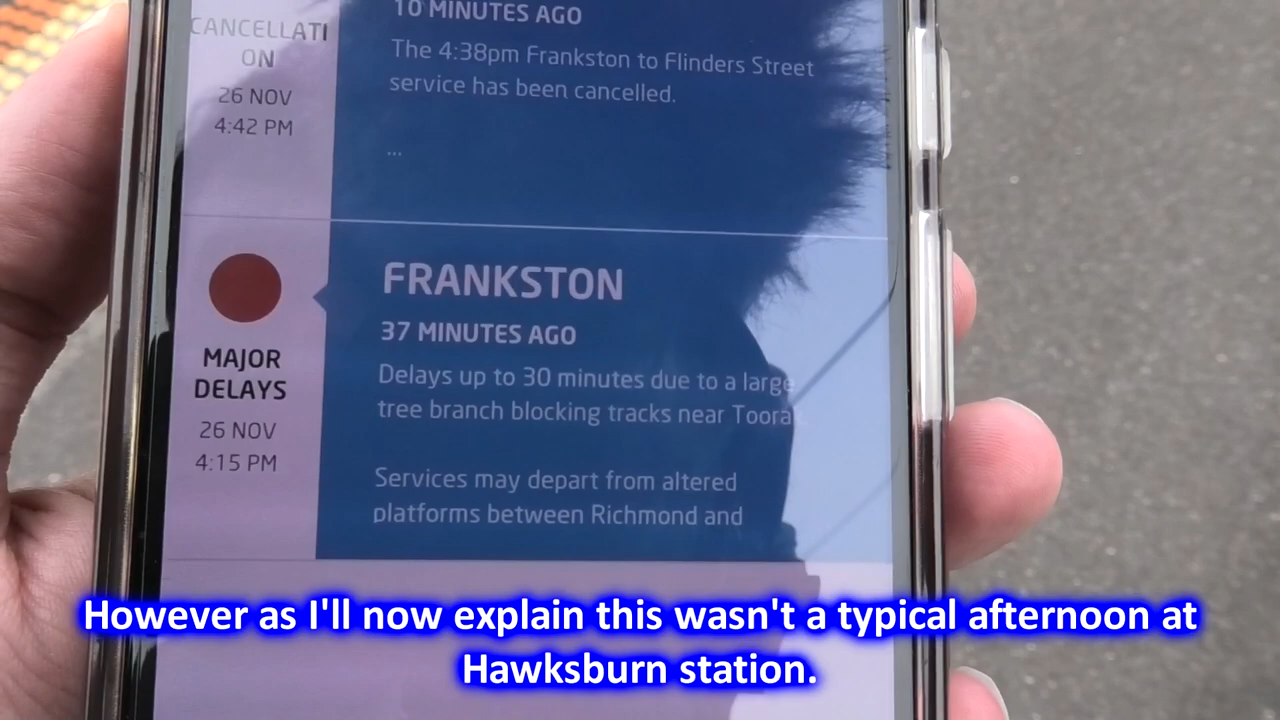 CANCELLATI
ON
26 NOV
4:42 PM
10 MINUTES AGO
The 4:38pm Frankston to Flinders Street
service has been cancelled.
...
MAJOR
DELAYS
26 NOV
4:15 PM
FRANKSTON
37 MINUTES AGO
Delays up to 30 minutes due to a large
tree branch blocking tracks near
Services may depart from altered
platforms between Richmond and
However as I'll now explain this wasn't a typical afternoon at
Hawksburn station.